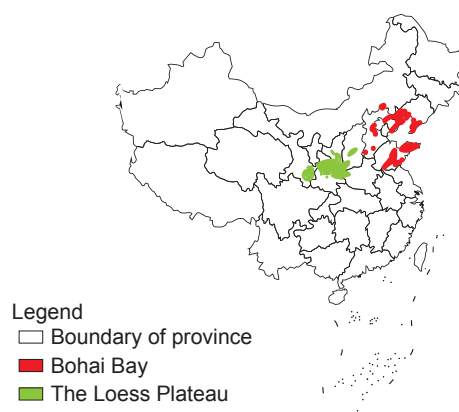 Legend
Boundary of province
Bohai Bay
The Loess Plateau